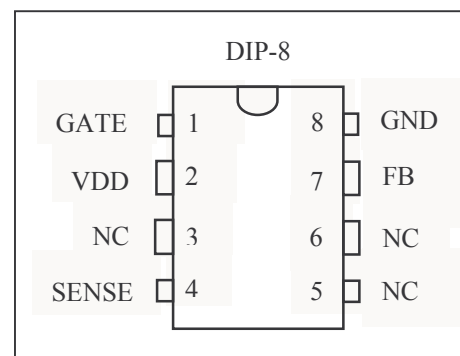 DIP-8
GATE 1 8 GND
VDD 2 7 FB
NC 3 6 NC
SENSE 4 5 NC